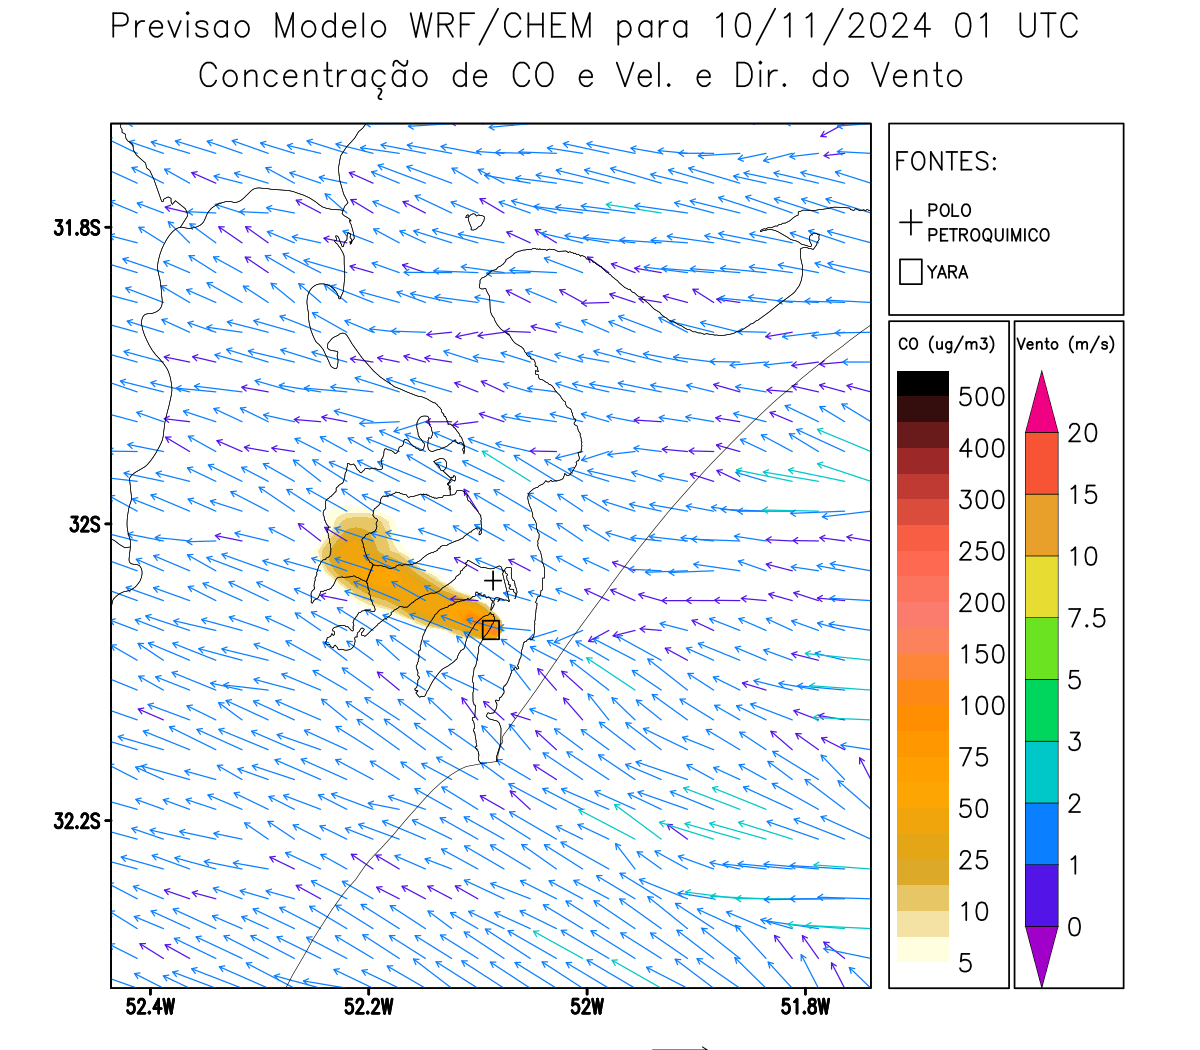 Previsao Modelo WRF/CHEM para 10/11/2024 01 UTC
Concentração de CO e Vel. e Dir. do Vento
FONTES:
POLO
PETROQUIMICO
YARA
CO (ug/m3)
500
400
300
250
200
150
100
75
50
25
10
5
Vento (m/s)
20
15
10
7.5
5
3
2
1
0
31.8S
32S
32.2S
52.4W
52.2W
52W
51.8W